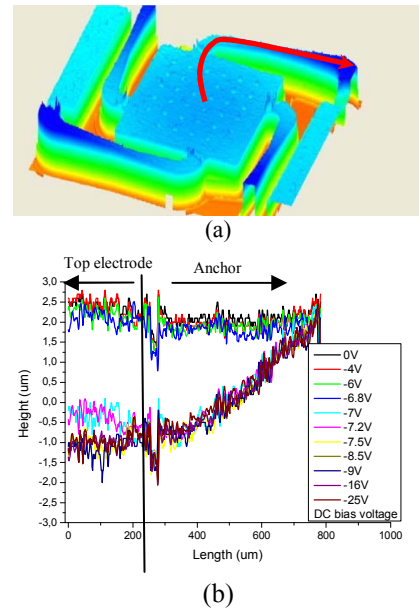 (a)
Top electrode
Anchor
3,0
2,5
2,0
1,5
1,0
0,5
0,0
-0,5
-1,0
-1,5
-2,0
-2,5
-3,0
Height (um)
0V
-4V
-6V
-6.8V
-7V
-7.2V
-7.5V
-8.5V
-9V
-16V
-25V
DC bias voltage
0
200
400
600
800
1000
Length (um)
(b)